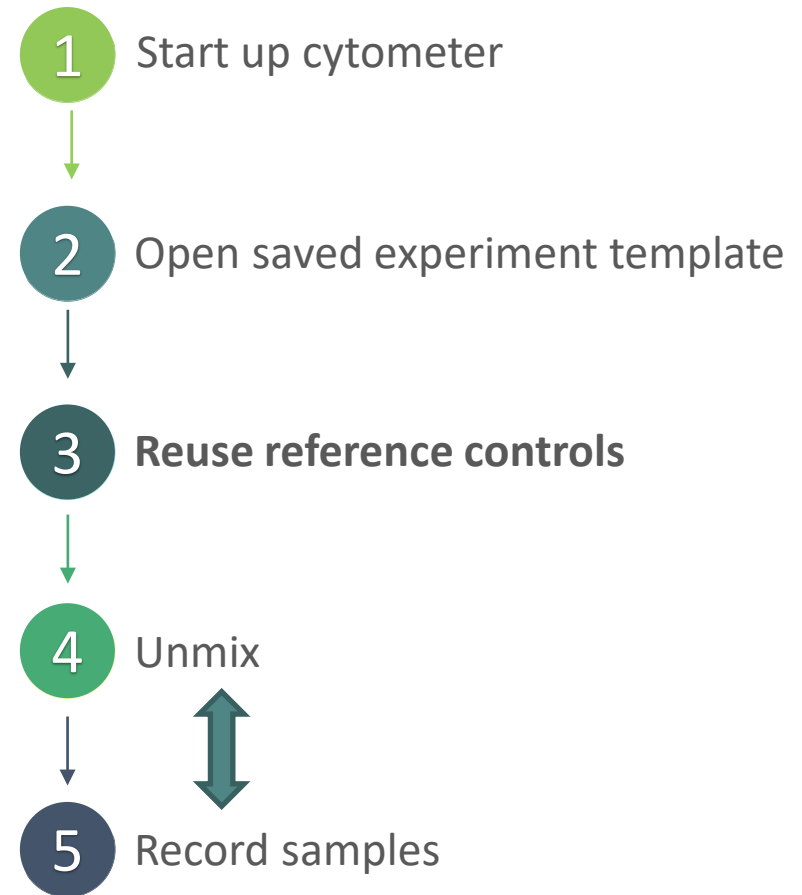 1 Start up cytometer
2 Open saved experiment template
3 Reuse reference controls
4 Unmix
5 Record samples